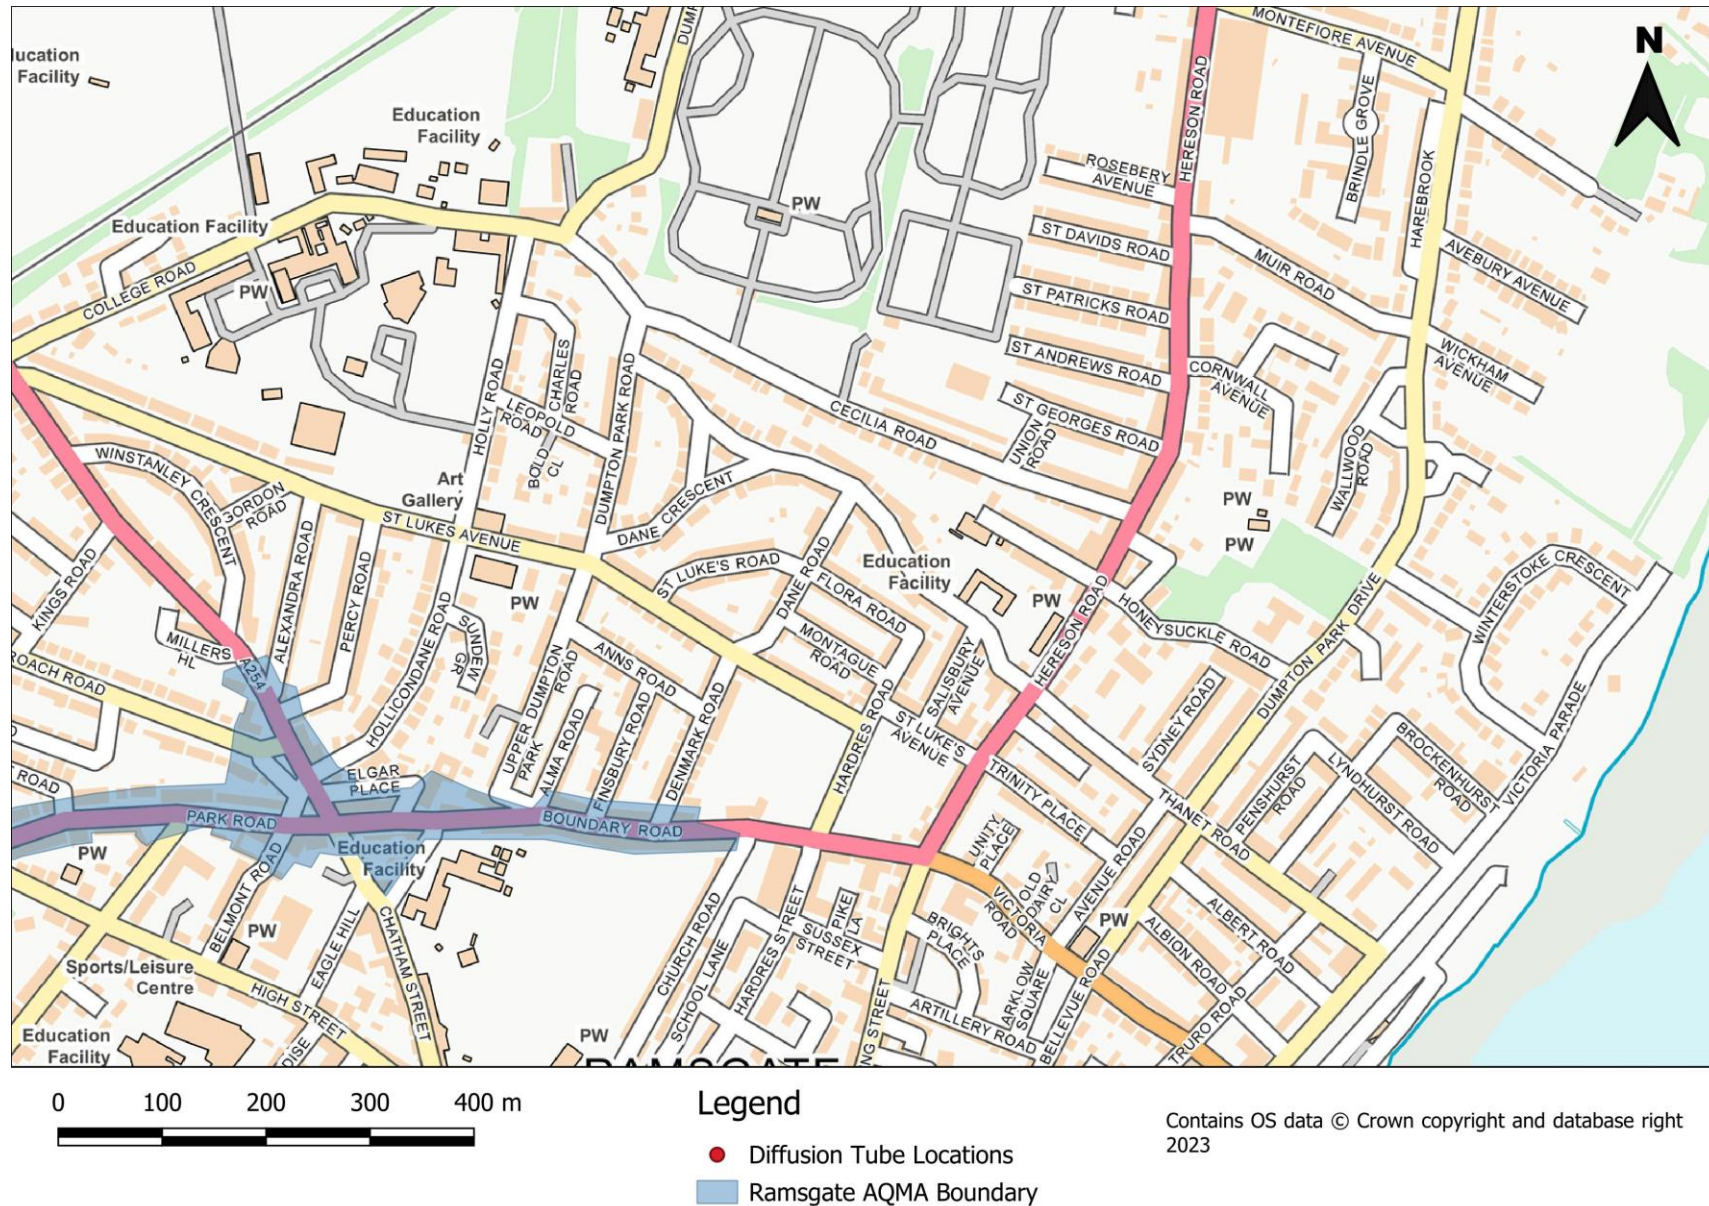 ducation
Facility
DUMP
MONTEFIORE AVENUE
N
HERESON ROAD
Education
Facility
BRINDLE GROVE
HAREBROOK
ROSEBERY
AVENUE
HERESON ROAD
PW
Education Facility
ST DAVIDS ROAD
MUIR ROAD
AVEBURY AVENUE
COLLEGE ROAD
PW
ST PATRICKS ROAD
ST ANDREWS ROAD
WICKHAM
AVENUE
CORNWALL
AVENUE
HOLLY ROAD
CHARLES
ROAD
LEOPOLD
ROAD
BOLD
CL
DUMPTON PARK ROAD
CECILIA ROAD
ST GEORGES ROAD
UNION
ROAD
WALLWOOD
ROAD
WINSTANLEY CRESCENT
GORDON
ROAD
Art
Gallery
ST LUKES AVENUE
DANE CRESCENT
PW
PW
KINGS ROAD
ALEXANDRA ROAD
PERCY ROAD
PW
ST LUKE'S ROAD
DANE ROAD
FLORA ROAD
Education
Facility
PW
HERESON ROAD
HONEYSUCKLE ROAD
DUMPTON PARK DRIVE
WINTERSTOKE CRESCENT
MILLERS
HL
A254
HOLLICONDANE ROAD
SUNDEW
GR
ANNS ROAD
MONTAGUE
ROAD
SALISBURY
AVENUE
ROACH ROAD
UPPER DUMPTON
PARK
ROAD
ALMA ROAD
FINSBURY ROAD
DENMARK ROAD
HARDRES ROAD
ST LUKE'S
AVENUE
SYDNEY ROAD
BROCKENHURST
ROAD
VICTORIA PARADE
ROAD
ELGAR
PLACE
TRINITY PLACE
THANET ROAD
PENSHURST
ROAD
LYNDHURST ROAD
PARK ROAD
BOUNDARY ROAD
PW
Education
Facility
UNITY
PLACE
OLD
DAIRY
CL
AVENUE ROAD
BELMONT ROAD
EAGLE HILL
CHATHAM STREET
PW
CHURCH ROAD
SCHOOL LANE
HARDRES STREET
PIKE
LA
SUSSEX
STREET
BRIGHTS
PLACE
VICTORIA
ROAD
PW
ALBERT ROAD
ALBION ROAD
Sports/Leisure
Centre
HIGH STREET
ARKLOW
SQUARE
ARTILLERY ROAD
BELLEVUE ROAD
TRURO ROAD
Education
Facility
DISE
PW
RAMSGATE
NG STREET
0 100 200 300 400 m
Legend
Diffusion Tube Locations
Ramsgate AQMA Boundary
Contains OS data © Crown copyright and database right
2023